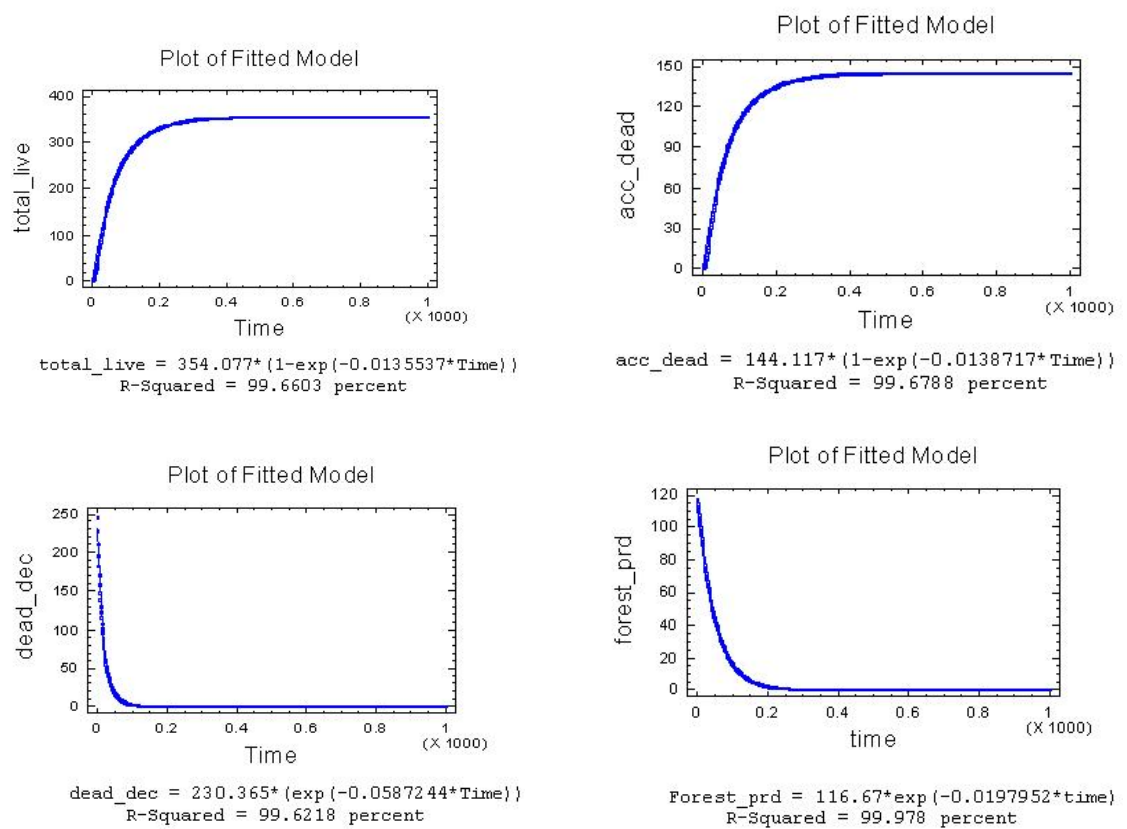 Plot of Fitted Model
400
300
200
100
0
total_live
0 0.2 0.4 0.6 0.8 1
(X 1000)
Time
total_live = 354.077*(1-exp(-0.0135537*Time))
R-Squared = 99.6603 percent
Plot of Fitted Model
150
120
90
60
30
0
acc_dead
0 0.2 0.4 0.6 0.8 1
(X 1000)
Time
acc_dead = 144.117*(1-exp(-0.0138717*Time))
R-Squared = 99.6788 percent
Plot of Fitted Model
250
200
150
100
50
0
dead_dec
0 0.2 0.4 0.6 0.8 1
(X 1000)
Time
dead_dec = 230.365*(exp(-0.0587244*Time))
R-Squared = 99.6218 percent
Plot of Fitted Model
120
100
80
60
40
20
0
forest_prd
0 0.2 0.4 0.6 0.8 1
(X 1000)
time
Forest_prd = 116.67*exp(-0.0197952*time)
R-Squared = 99.978 percent